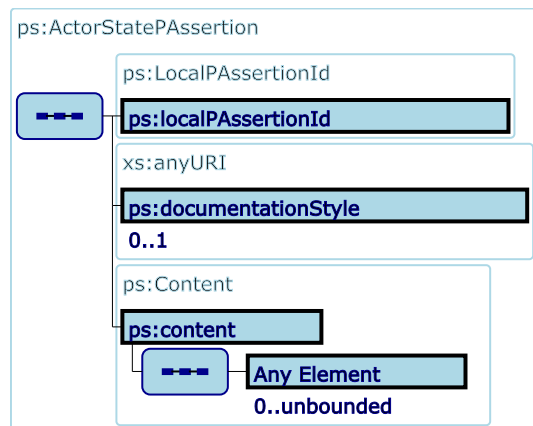 ps:ActorStatePAssertion
ps:LocalPAssertionId
ps:localPAssertionId
xs:anyURI
ps:documentationStyle
0..1
ps:Content
ps:content
Any Element
0..unbounded